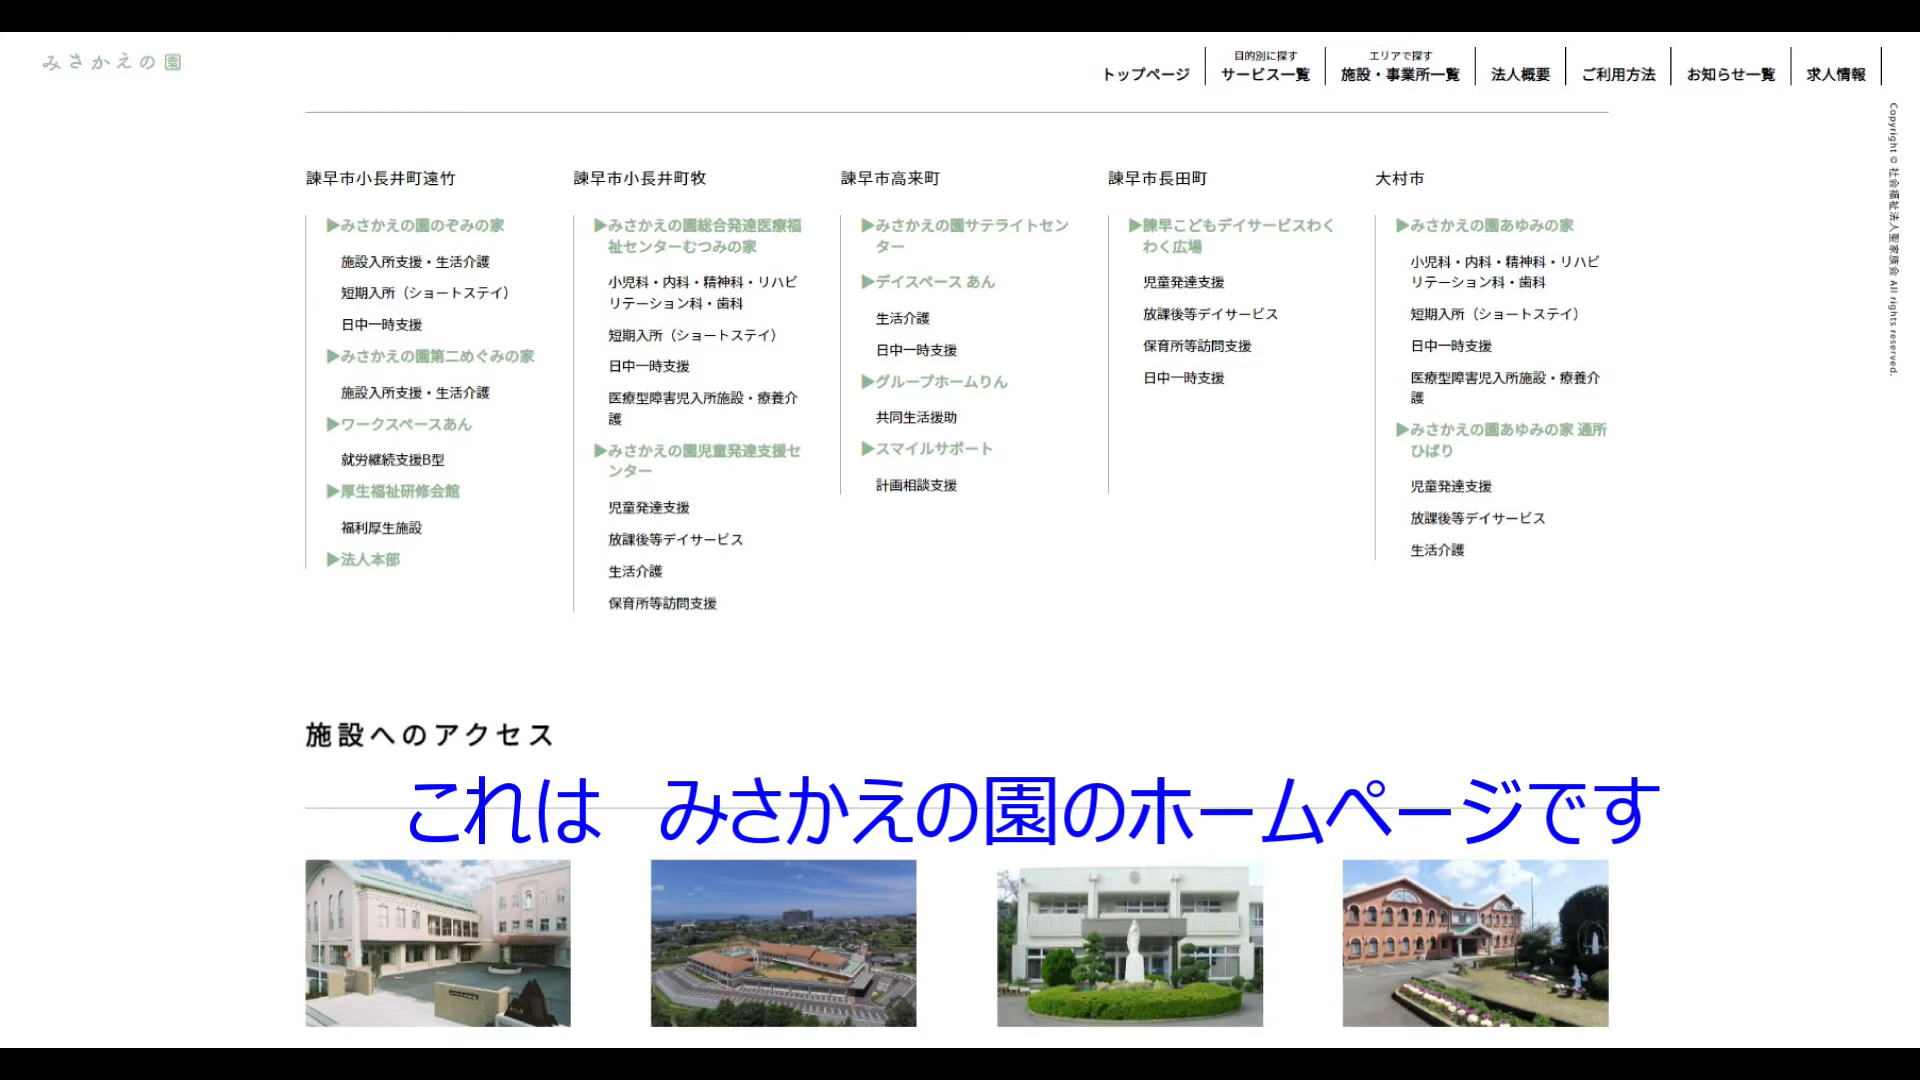 みさかえの園
トップページ
目的別に探す
サービス一覧
エリアで探す
施設・事業所一覧
法人概要
ご利用方法
お知らせ一覧
求人情報
Copyright © 社会福祉法人聖家族会 All rights reserved.
諫早市小長井町遠竹
▶みさかえの園のぞみの家
施設入所支援・生活介護
短期入所（ショートステイ）
日中一時支援
▶みさかえの園第二めぐみの家
施設入所支援・生活介護
▶ワークスペースあん
就労継続支援B型
▶厚生福祉研修会館
福利厚生施設
▶法人本部
諫早市小長井町牧
▶みさかえの園総合発達医療福
祉センターむつみの家
小児科・内科・精神科・リハビ
リテーション科・歯科
短期入所（ショートステイ）
日中一時支援
医療型障害児入所施設・療養介
護
▶みさかえの園児童発達支援セ
ンター
児童発達支援
放課後等デイサービス
生活介護
保育所等訪問支援
諫早市高来町
▶みさかえの園サテライトセン
ター
▶デイスペース あん
生活介護
日中一時支援
▶グループホームりん
共同生活援助
▶スマイルサポート
計画相談支援
諫早市長田町
▶諫早こどもデイサービスわく
わく広場
児童発達支援
放課後等デイサービス
保育所等訪問支援
日中一時支援
大村市
▶みさかえの園あゆみの家
小児科・内科・精神科・リハビ
リテーション科・歯科
短期入所（ショートステイ）
日中一時支援
医療型障害児入所施設・療養介
護
▶みさかえの園あゆみの家 通所
ひばり
児童発達支援
放課後等デイサービス
生活介護
施設へのアクセス
これは　みさかえの園のホームページです